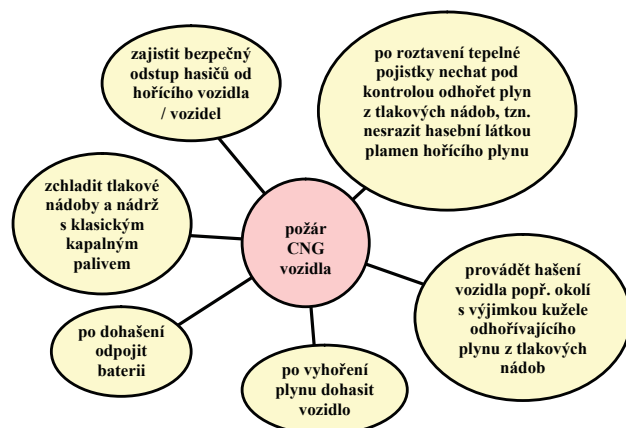 zajistit bezpečný
odstup hasičů od
hořícího vozidla
/ vozidel
po roztavení tepelné
pojistky nechat pod
kontrolou odhořet plyn
z tlakových nádob, tzn.
nesrazit hasební látkou
plamen hořícího plynu
zchladit tlakové
nádoby a nádrž
s klasickým
kapalným
palivem
požár
CNG
vozidla
provádět hašení
vozidla popř. okolí
s výjimkou kužele
odhořívajícího
plynu z tlakových
nádob
po dohašení
odpojit
baterii
po vyhoření
plynu dohasit
vozidlo